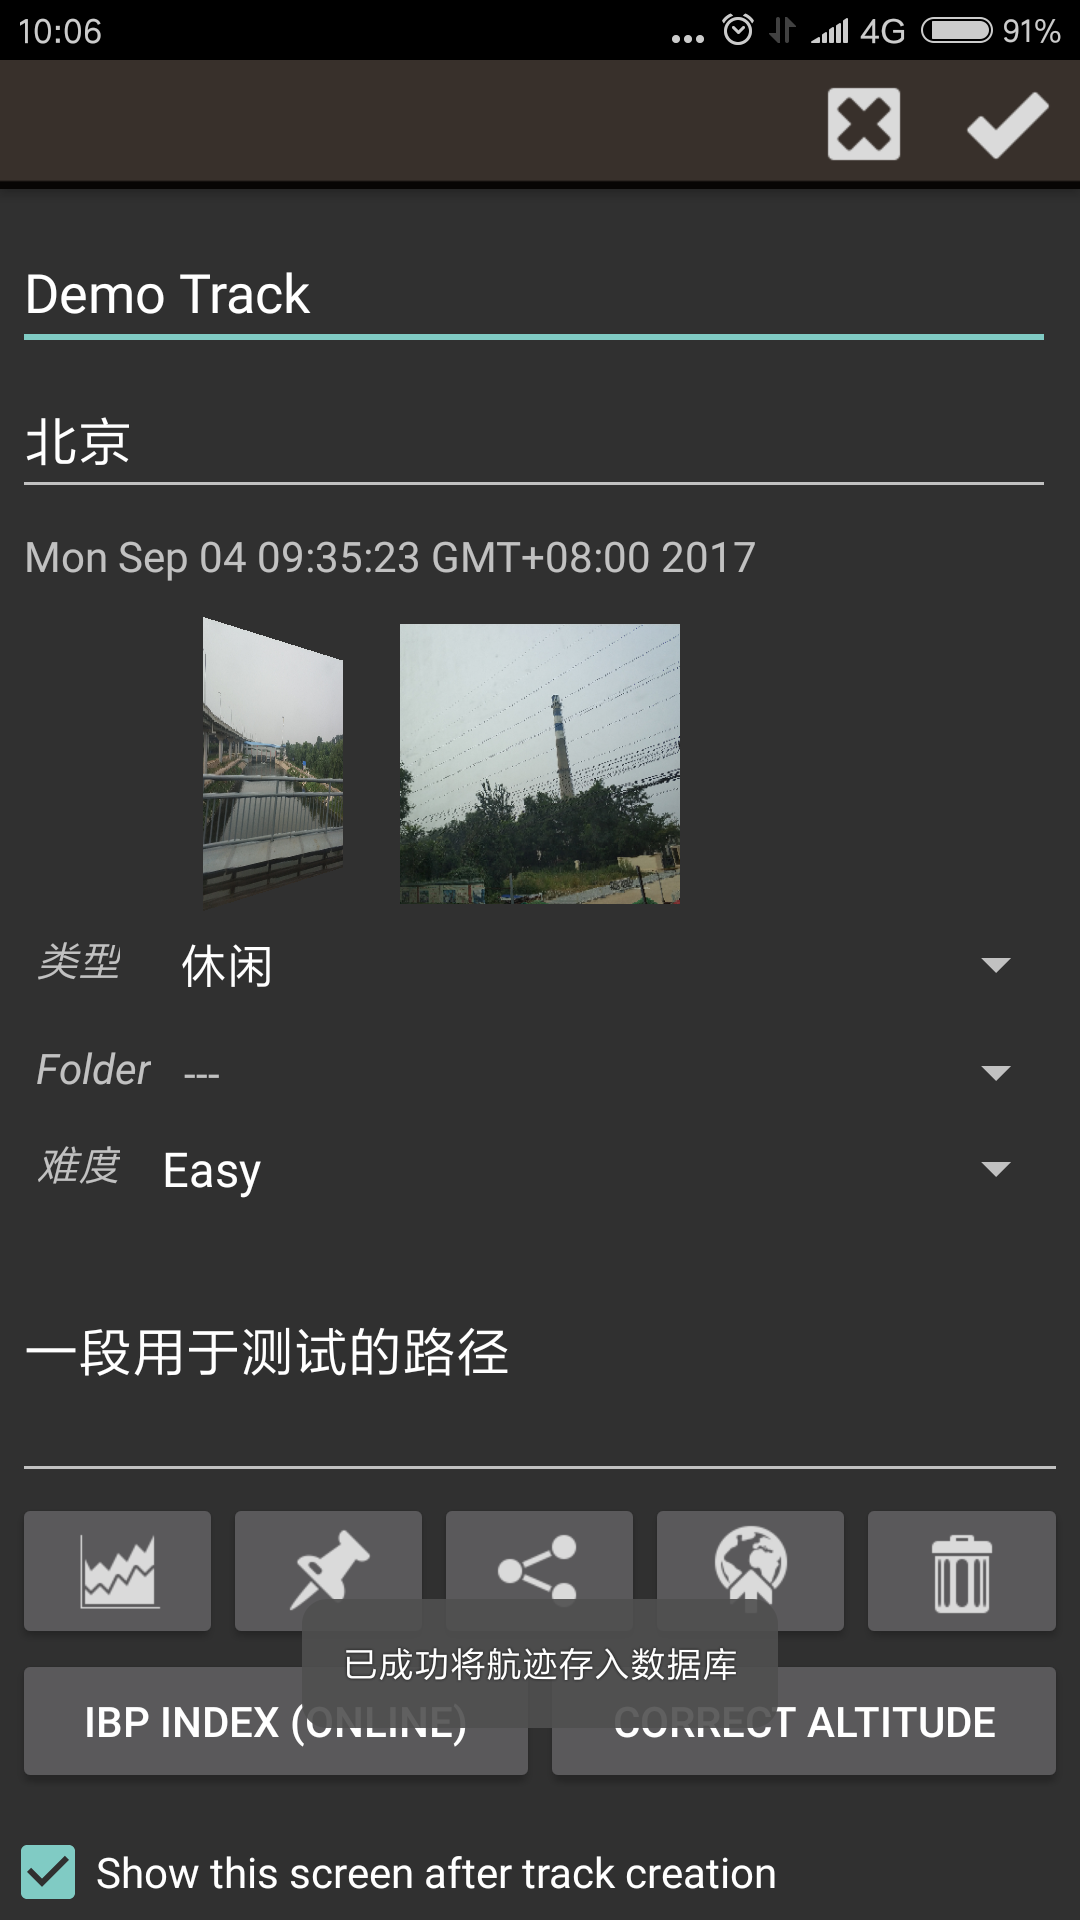 10:06
4G 91%
Demo Track
北京
Mon Sep 04 09:35:23 GMT+08:00 2017
类型 休闲
Folder ---
难度 Easy
一段用于测试的路径
已成功将航迹存入数据库
IBP INDEX (ONLINE) CORRECT ALTITUDE
Show this screen after track creation